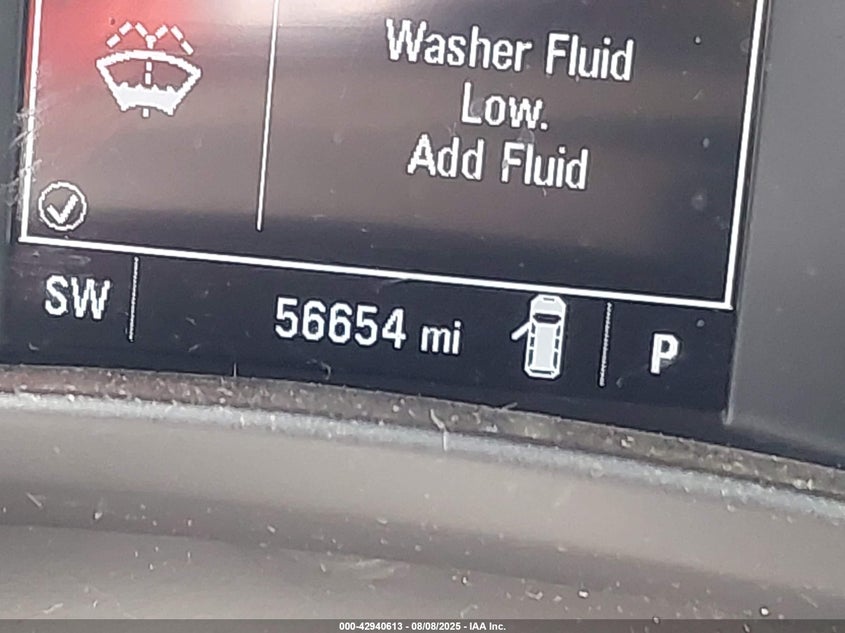 Washer Fluid
Low.
Add Fluid
SW 56654 mi P
000-42940613 - 08/08/2025 - IAA Inc.